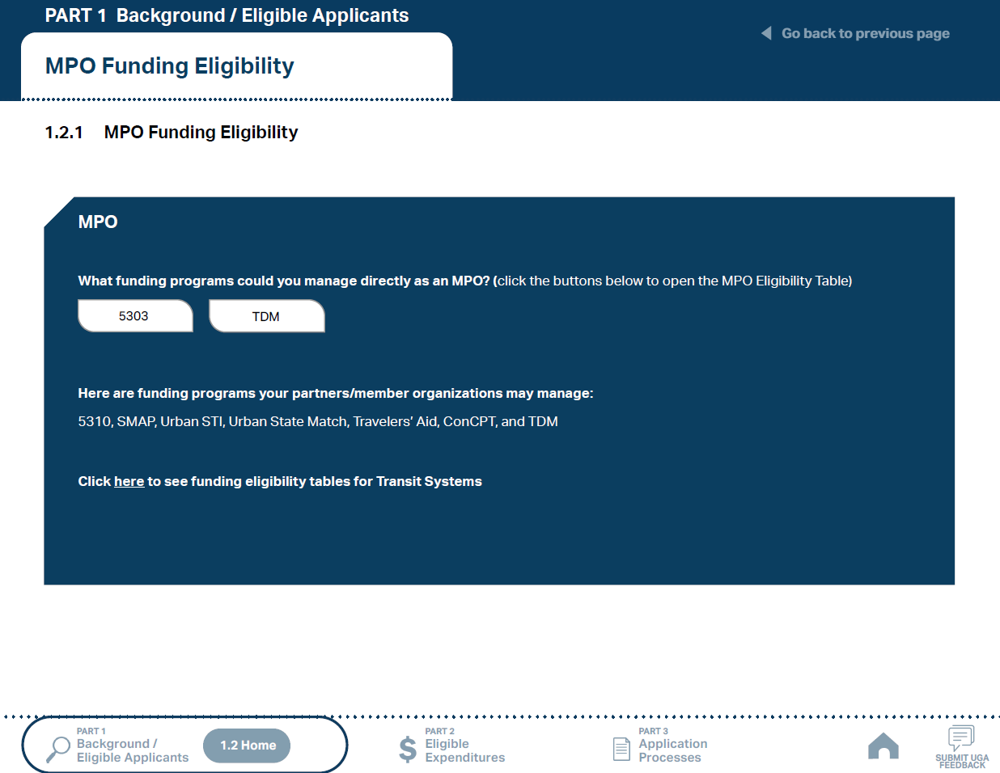 PART 1 Background / Eligible Applicants
Go back to previous page
MPO Funding Eligibility
1.2.1 MPO Funding Eligibility
MPO
What funding programs could you manage directly as an MPO? (click the buttons below to open the MPO Eligibility Table)
5303 TDM
Here are funding programs your partners/member organizations may manage:
5310, SMAP, Urban STI, Urban State Match, Travelers’ Aid, ConCPT, and TDM
Click here to see funding eligibility tables for Transit Systems
PART 1
Background /
Eligible Applicants
1.2 Home
PART 2
Eligible
Expenditures
PART 3
Application
Processes
SUBMIT UGA
FEEDBACK